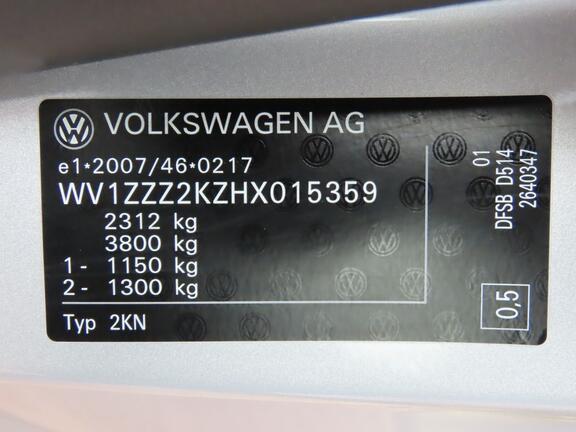 VOLKSWAGEN AG
e1*2007/46*0217
WV1ZZZ2KZHX015359
2312 kg
3800 kg
1- 1150 kg
2- 1300 kg
Typ 2KN
01
DFSB D514
2640347
0,5